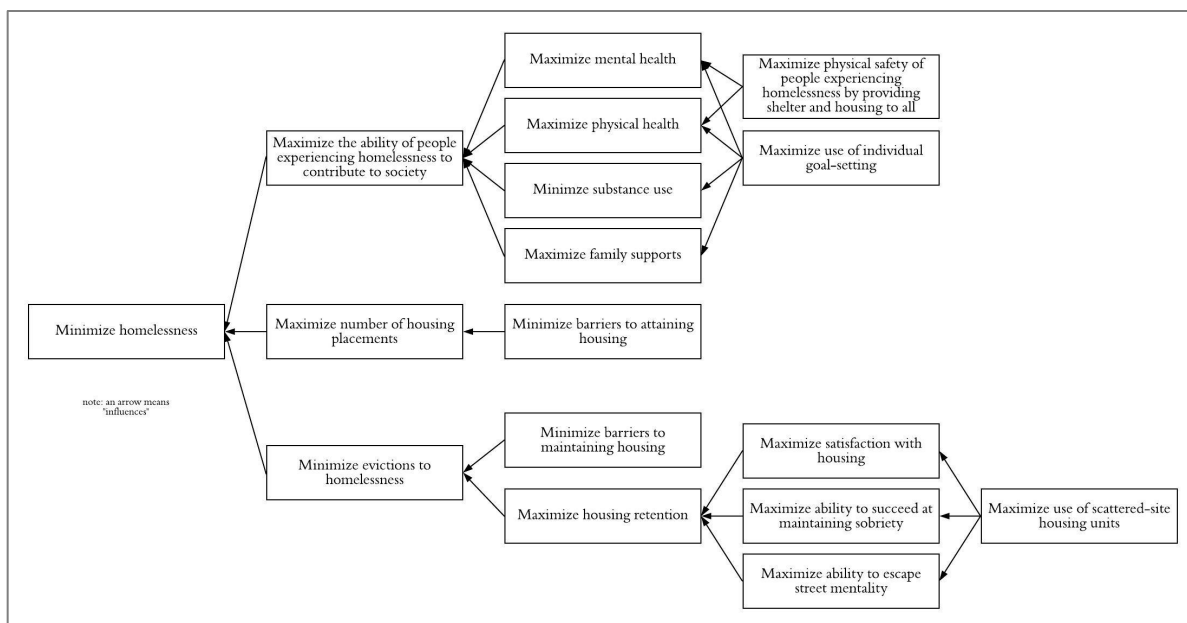 Maximize mental health
Maximize physical safety of
people experiencing
homelessness by providing
shelter and housing to all
Maximize physical health
Maximize the ability of people
experiencing homelessness to
contribute to society
Maximize use of individual
goal-setting
Minimze substance use
Maximize family supports
Minimize homelessness
Maximize number of housing
placements
Minimize barriers to attaining
housing
note: an arrow means
"influences"
Minimize barriers to
maintaining housing
Maximize satisfaction with
housing
Minimize evictions to
homelessness
Maximize housing retention
Maximize ability to succeed at
maintaining sobriety
Maximize use of scattered-site
housing units
Maximize ability to escape
street mentality